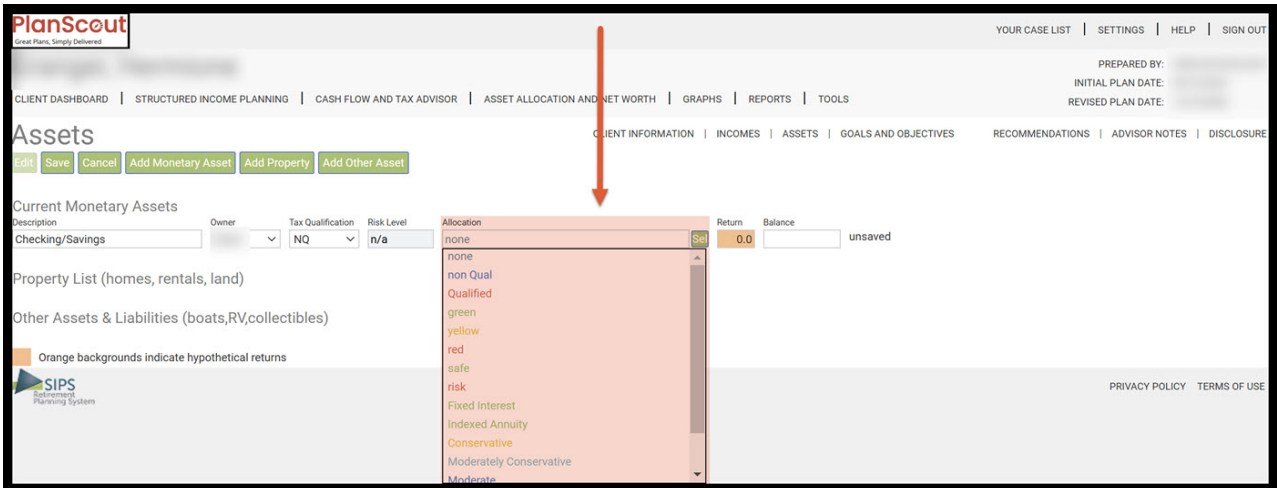 PlanScout
Great Plans, Simply Delivered
YOUR CASE LIST | SETTINGS | HELP | SIGN OUT
PREPARED BY:
INITIAL PLAN DATE:
REVISED PLAN DATE:
CLIENT DASHBOARD | STRUCTURED INCOME PLANNING | CASH FLOW AND TAX ADVISOR | ASSET ALLOCATION AND NET WORTH | GRAPHS | REPORTS | TOOLS
Assets
CLIENT INFORMATION | INCOMES | ASSETS | GOALS AND OBJECTIVES RECOMMENDATIONS | ADVISOR NOTES | DISCLOSURE
Edit Save Cancel Add Monetary Asset Add Property Add Other Asset
Current Monetary Assets
Description Owner Tax Qualification Risk Level Allocation Return Balance
Checking/Savings NQ n/a none Sel 0.0 unsaved
none
non Qual
Qualified
green
yellow
red
safe
risk
Fixed Interest
Indexed Annuity
Conservative
Moderately Conservative
Moderate
Property List (homes, rentals, land)
Other Assets & Liabilities (boats,RV,collectibles)
Orange backgrounds indicate hypothetical returns
SIPS
Retirement
Planning System
PRIVACY POLICY TERMS OF USE